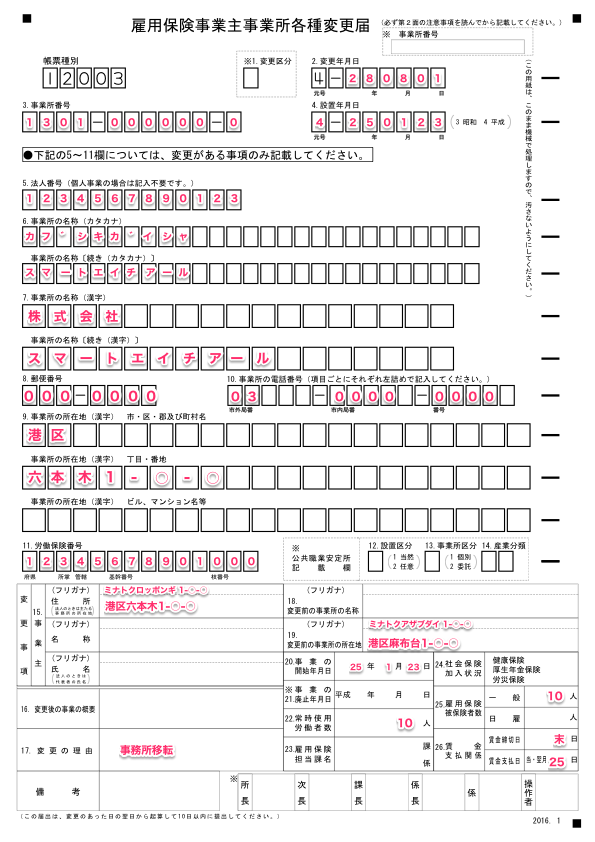 雇用保険事業主事業所各種変更届
(必ず第２面の注意事項を読んでから記載してください。)
※ 事業所番号
帳票種別
12003
※1.変更区分
2.変更年月日
4-280801
元号 年 月 日
(この用紙は、このまま機械で処理しますので、汚さないようにしてください。)
3.事業所番号
1301-000000-0
4.設置年月日
4-250123
(3 昭和 4 平成)
元号 年 月 日
●下記の5～11欄については、変更がある事項のみ記載してください。
5.法人番号(個人事業の場合は記入不要です。)
1234567890123
6.事業所の名称(カタカナ)
カフ゛シキカ゛イシャ
事業所の名称〔続き(カタカナ)〕
スマートエイチアール
7.事業所の名称(漢字)
株式会社
事業所の名称〔続き(漢字)〕
スマートエイチアール
8.郵便番号
000-0000
10.事業所の電話番号(項目ごとにそれぞれ左詰めで記入してください。)
03 - 0000 - 0000
市外局番 市内局番 番号
9.事業所の所在地(漢字) 市・区・郡及び町村名
港区
事業所の所在地(漢字) 丁目・番地
六本木1-◎-◎
事業所の所在地(漢字) ビル、マンション名等
11.労働保険番号
12345678901000
府県 所掌 管轄 基幹番号 枝番号
※
公共職業安定所
記載欄
12.設置区分
(1 当然
2 任意)
13.事業所区分
(1 個別
2 委託)
14.産業分類
変更事項
15.事業主
(フリガナ)
ミナトクロッポンギ1-◎-◎
住所
(法人のときは主たる事務所の所在地)
港区六本木1-◎-◎
(フリガナ)
名称
(フリガナ)
氏名
(法人のときは代表者の氏名)
16.変更後の事業の概要
17.変更の理由
事務所移転
(フリガナ)
18.
変更前の事業所の名称
(フリガナ)
ミナトクアザブダイ1-◎-◎
19.
変更前の事業所の所在地
港区麻布台1-◎-◎
20.事業の開始年月日
25年 1月 23日
※事業の
21.廃止年月日
平成 年 月 日
22.常時使用労働者数
10人
23.雇用保険担当課名
課
係
24.社会保険加入状況
健康保険
厚生年金保険
労災保険
25.雇用保険被保険者数
一般 10人
日雇 人
26.賃金支払関係
賃金締切日 末日
賃金支払日 当・翌月25日
備考
※
所長
次長
課長
係長
係
操作者
(この届出は、変更のあった日の翌日から起算して10日以内に提出してください。)
2016. 1